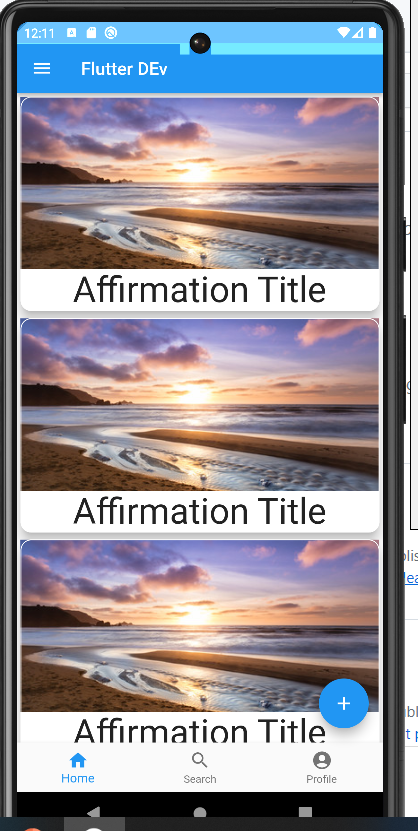 12:11
Flutter DEv
Affirmation Title
Affirmation Title
Affirmation Title
Home
Search
Profile